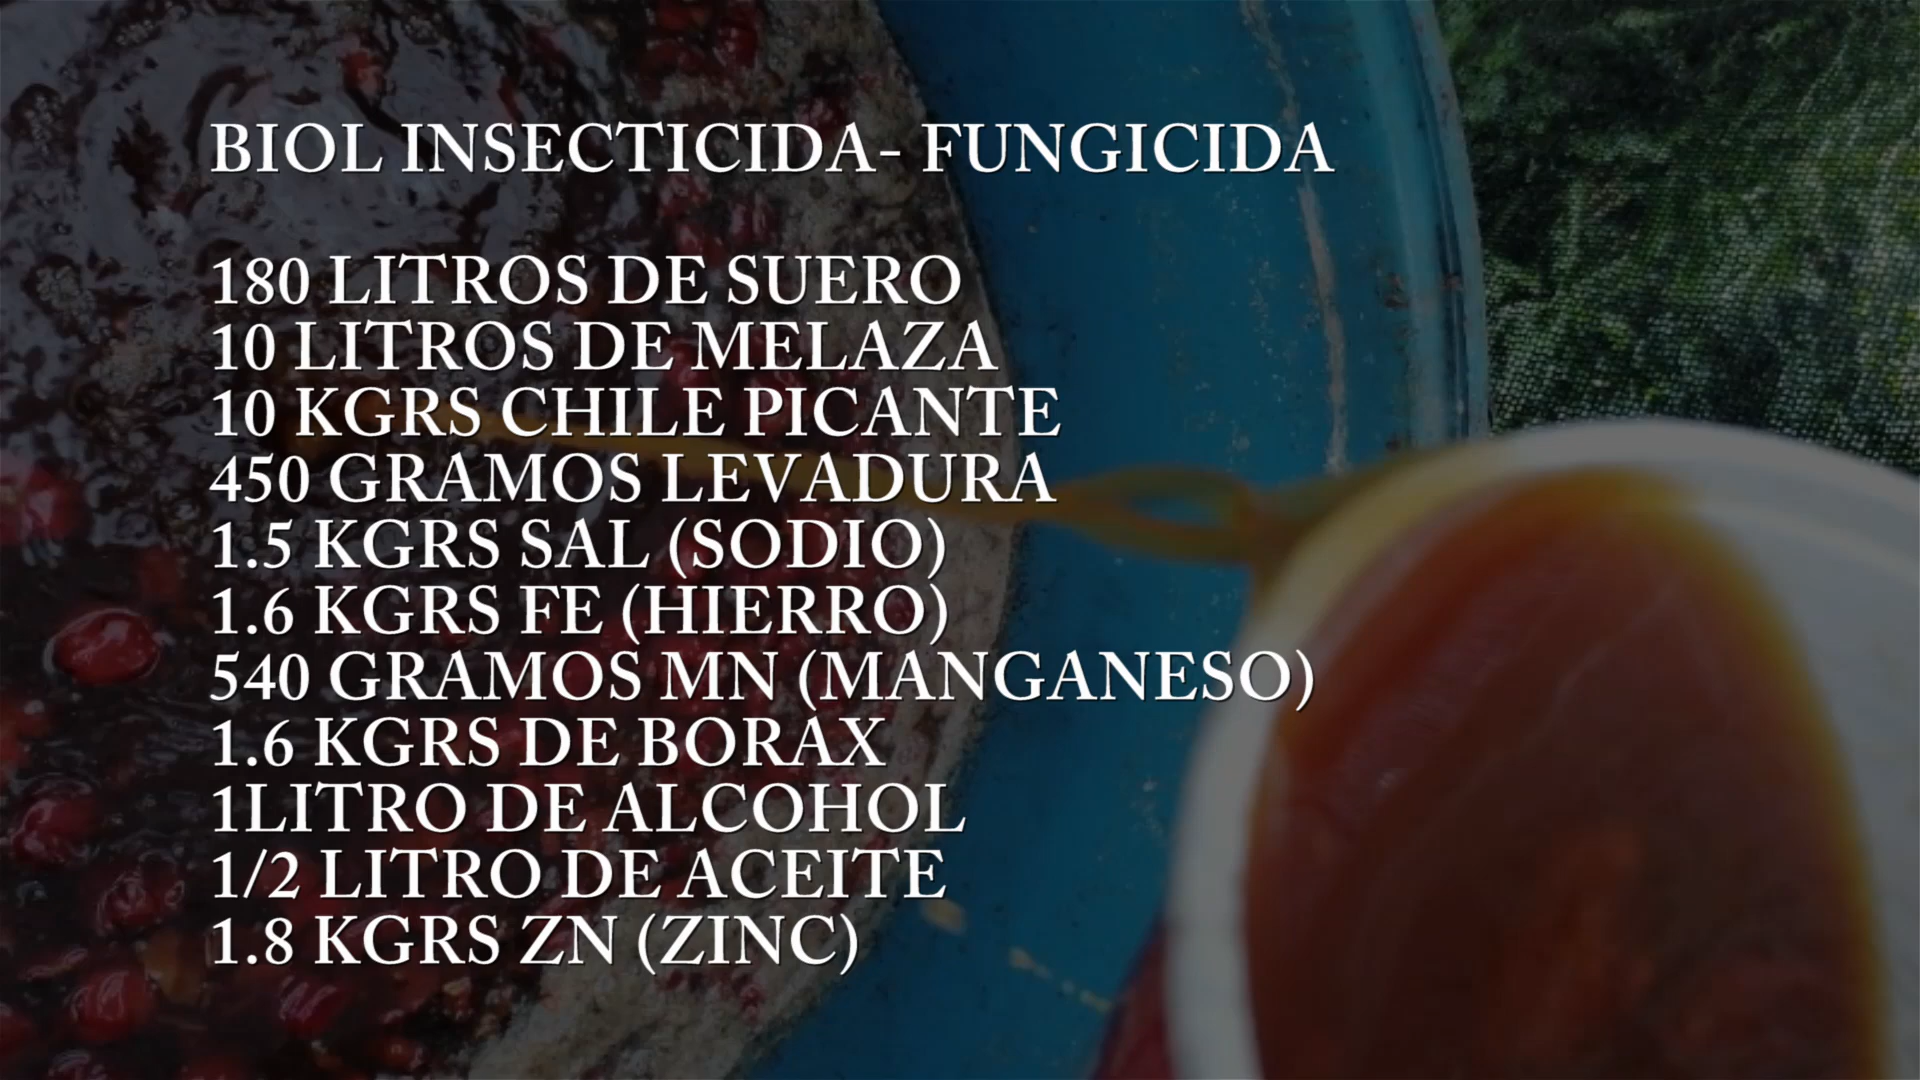 BIOL INSECTICIDA- FUNGICIDA
180 LITROS DE SUERO
10 LITROS DE MELAZA
10 KGRS CHILE PICANTE
450 GRAMOS LEVADURA
1.5 KGRS SAL (SODIO)
1.6 KGRS FE (HIERRO)
540 GRAMOS MN (MANGANESO)
1.6 KGRS DE BORAX
1LITRO DE ALCOHOL
1/2 LITRO DE ACEITE
1.8 KGRS ZN (ZINC)